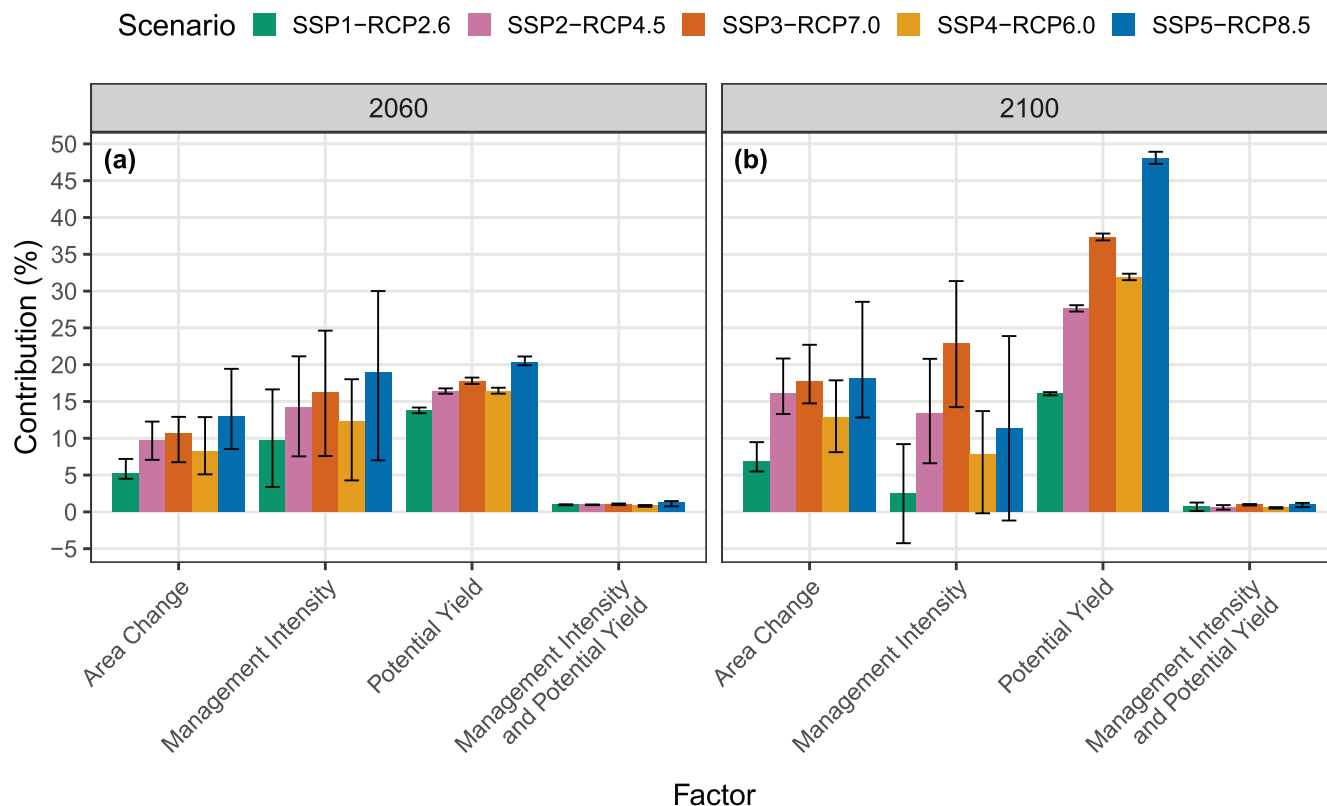 Scenario SSP1−RCP2.6 SSP2−RCP4.5 SSP3−RCP7.0 SSP4−RCP6.0 SSP5−RCP8.5
2060 2100
(a) (b)
Contribution (%)
50
45
40
35
30
25
20
15
10
5
0
−5
Area Change
Management Intensity
Potential Yield
Management Intensity
and Potential Yield
Area Change
Management Intensity
Potential Yield
Management Intensity
and Potential Yield
Factor